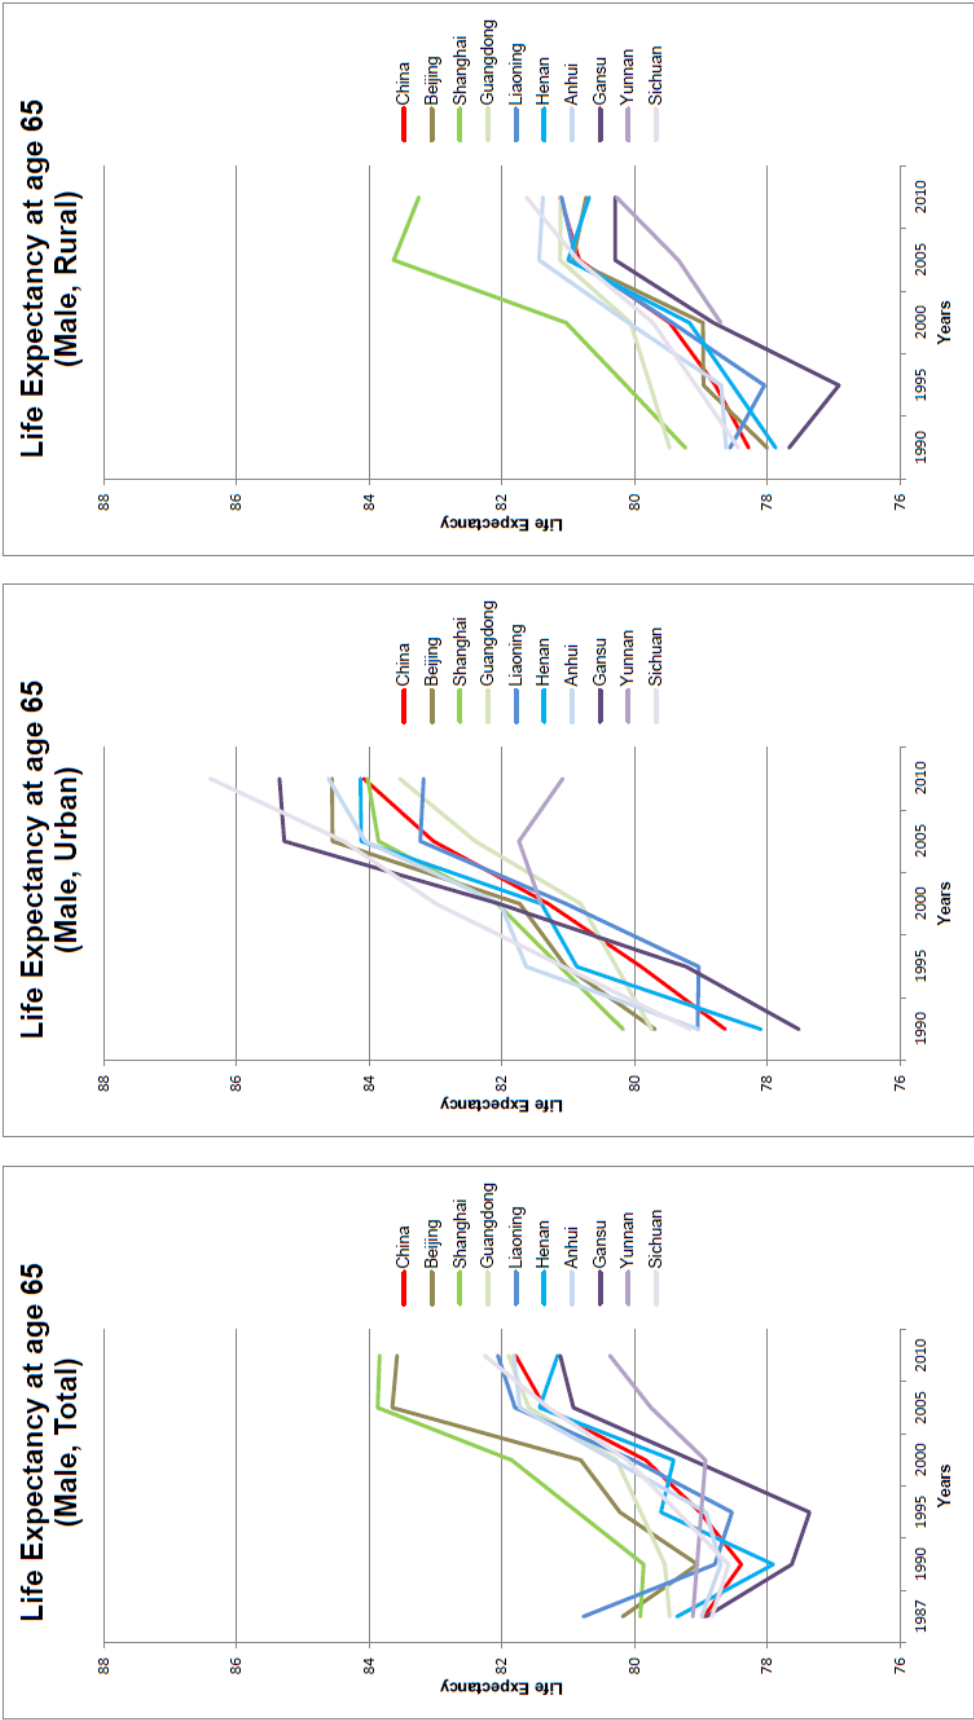 Life Expectancy at age 65
(Male, Total)
88
86
84
82
80
78
76
Life Expectancy
1987
1990
1995
2000
2005
2010
Years
China
Beijing
Shanghai
Guangdong
Liaoning
Henan
Anhui
Gansu
Yunnan
Sichuan
Life Expectancy at age 65
(Male, Urban)
88
86
84
82
80
78
76
Life Expectancy
1990
1995
2000
2005
2010
Years
China
Beijing
Shanghai
Guangdong
Liaoning
Henan
Anhui
Gansu
Yunnan
Sichuan
Life Expectancy at age 65
(Male, Rural)
88
84
82
80
78
76
Life Expectancy
1990
1995
2000
2005
2010
Years
China
Beijing
Shanghai
Guangdong
Liaoning
Henan
Anhui
Gansu
Yunnan
Sichuan